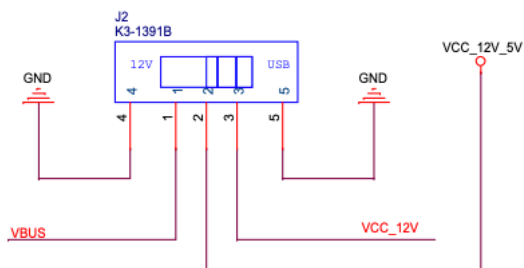 J2
K3-1391B
VCC_12V_5V
12V
USB
GND
GND
4
1
2
3
5
4
1
2
3
5
VBUS
VCC_12V